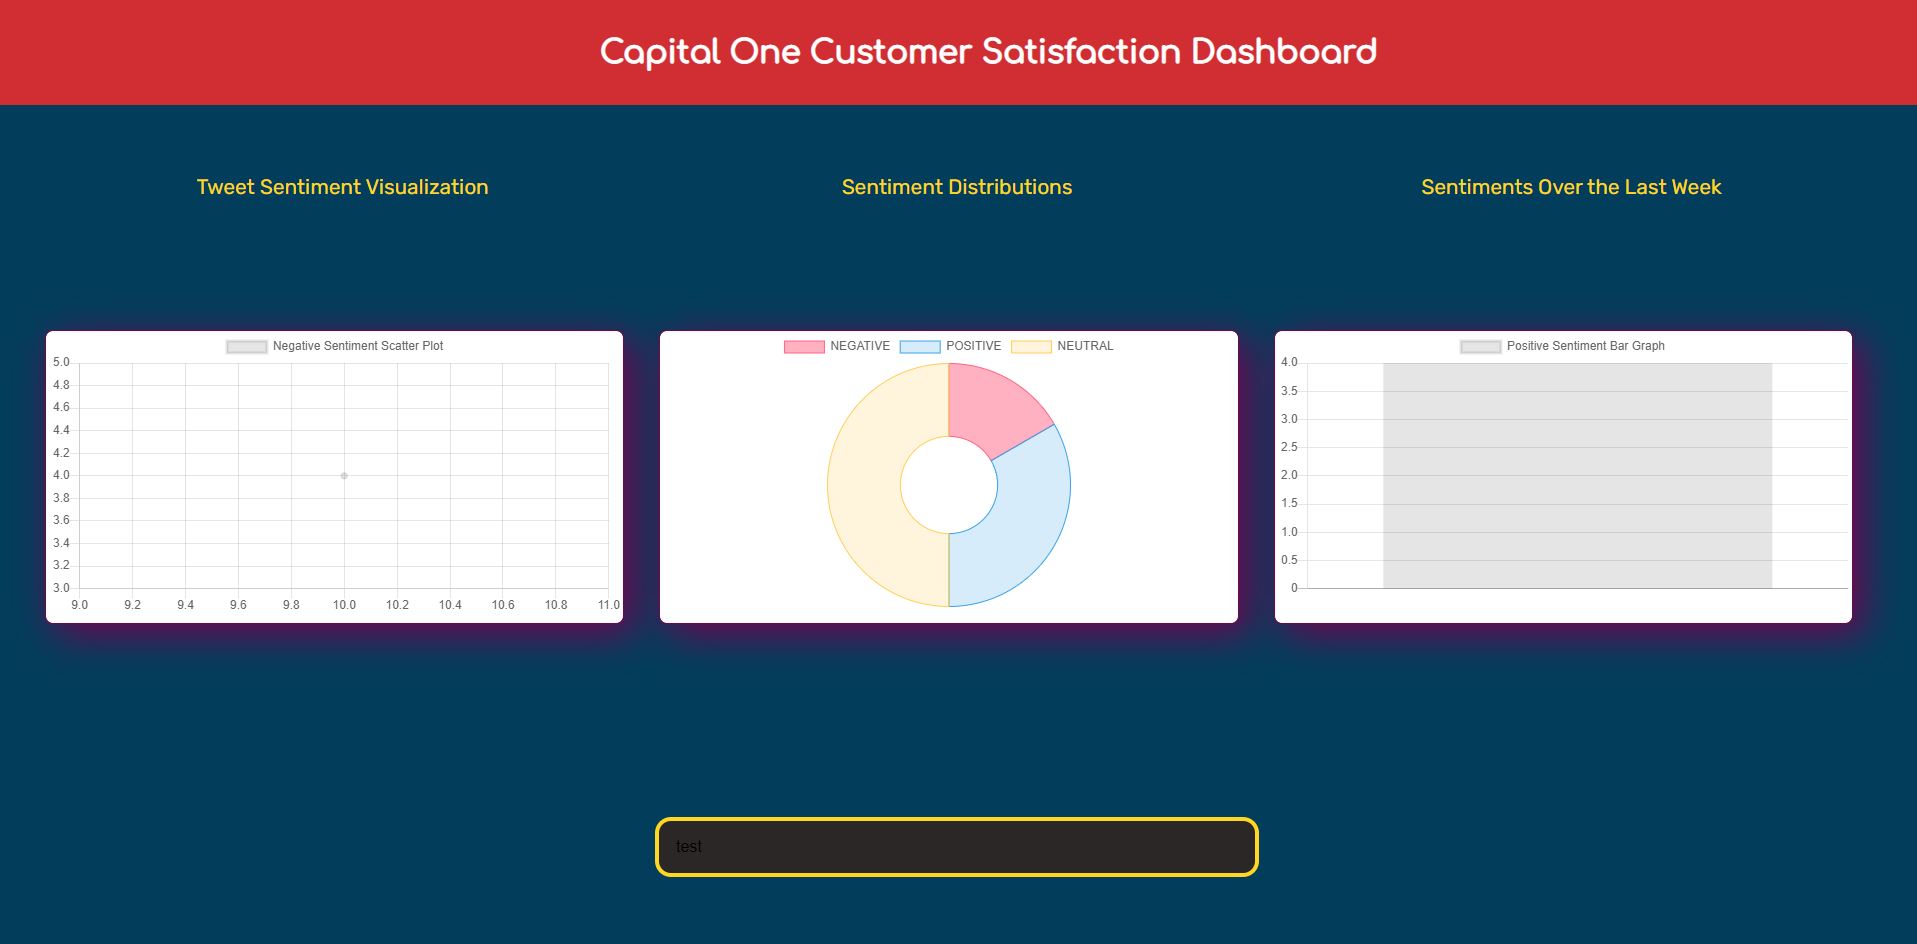 Capital One Customer Satisfaction Dashboard
Tweet Sentiment Visualization
Sentiment Distributions
Sentiments Over the Last Week
Negative Sentiment Scatter Plot
5.0
4.8
4.6
4.4
4.2
4.0
3.8
3.6
3.4
3.2
3.0
9.0 9.2 9.4 9.6 9.8 10.0 10.2 10.4 10.6 10.8 11.0
NEGATIVE POSITIVE NEUTRAL
Positive Sentiment Bar Graph
4.0
3.5
3.0
2.5
2.0
1.5
1.0
0.5
0
test